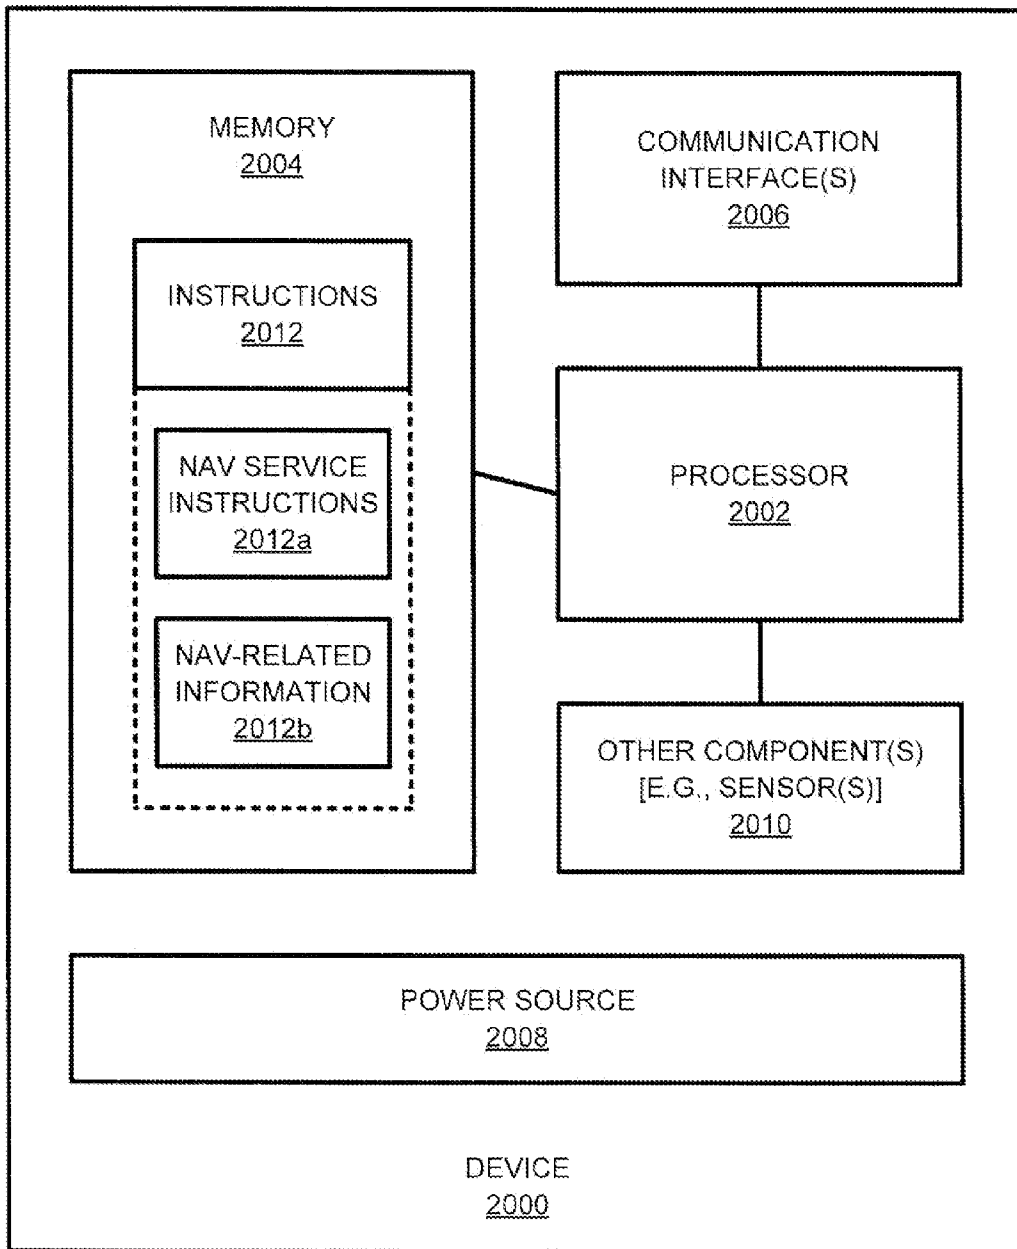 MEMORY
2004
INSTRUCTIONS
2012
NAV SERVICE
INSTRUCTIONS
2012a
NAV-RELATED
INFORMATION
2012b
COMMUNICATION
INTERFACE(S)
2006
PROCESSOR
2002
OTHER COMPONENT(S)
[E.G., SENSOR(S)]
2010
POWER SOURCE
2008
DEVICE
2000